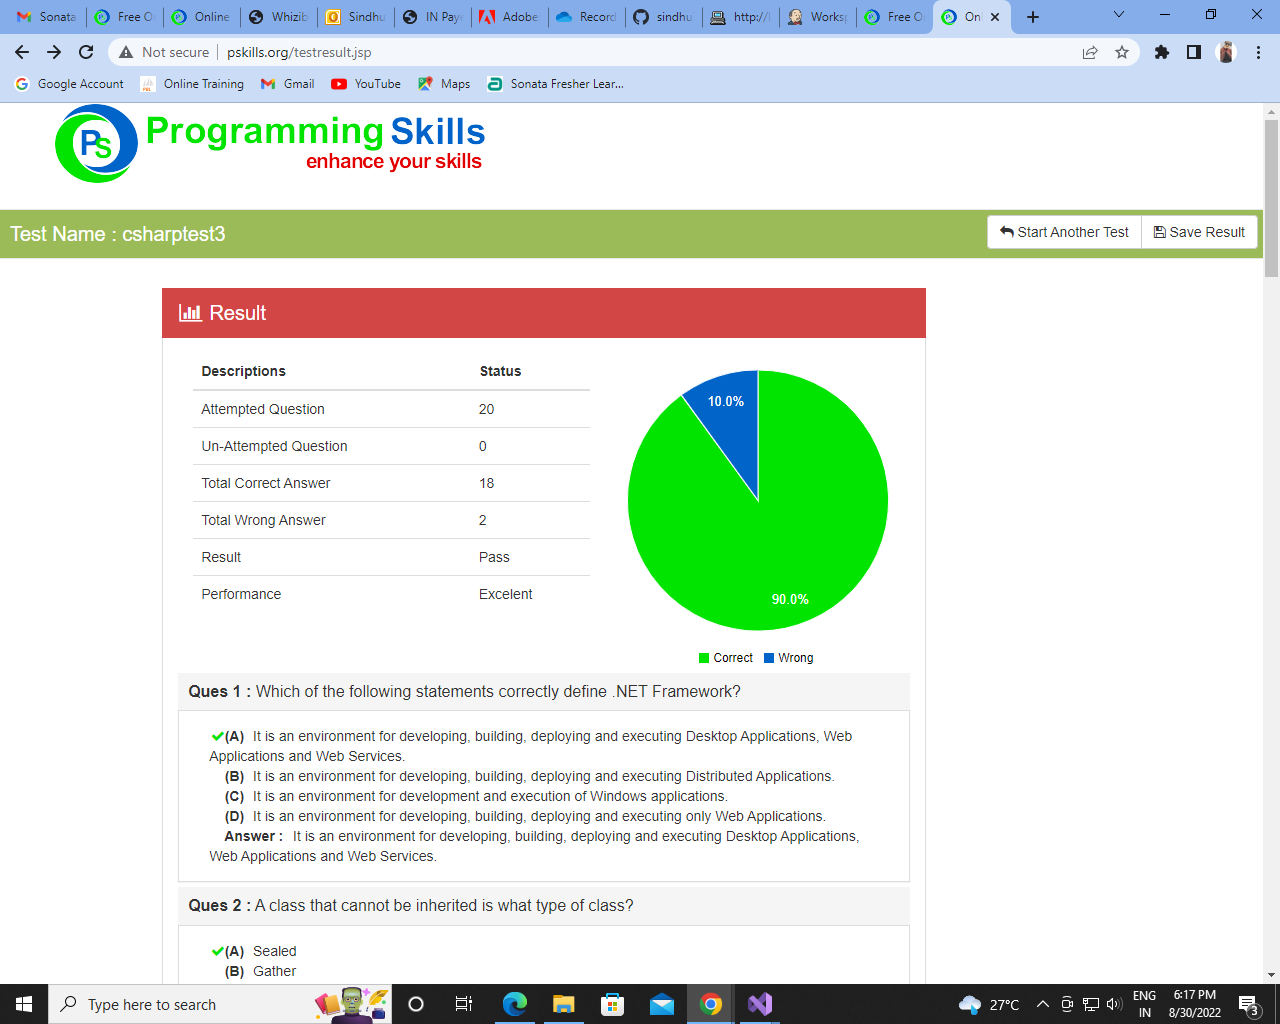 Sonata
Free O
Online
Whizib
Sindhu
IN Pay
Adobe
Record
sindhu
http://
Worksp
Free O
Onl
Not secure
pskills.org/testresult.jsp
Google Account
Online Training
Gmail
YouTube
Maps
Sonata Fresher Lear...
PS
Programming Skills
enhance your skills
Test Name : csharptest3
Start Another Test
Save Result
Result
Descriptions Status
Attempted Question 20
Un-Attempted Question 0
Total Correct Answer 18
Total Wrong Answer 2
Result Pass
Performance Excelent
10.0%
90.0%
Correct Wrong
Ques 1 : Which of the following statements correctly define .NET Framework?
(A) It is an environment for developing, building, deploying and executing Desktop Applications, Web
Applications and Web Services.
(B) It is an environment for developing, building, deploying and executing Distributed Applications.
(C) It is an environment for development and execution of Windows applications.
(D) It is an environment for developing, building, deploying and executing only Web Applications.
Answer : It is an environment for developing, building, deploying and executing Desktop Applications,
Web Applications and Web Services.
Ques 2 : A class that cannot be inherited is what type of class?
(A) Sealed
(B) Gather
Type here to search
27°C
ENG
IN
6:17 PM
8/30/2022
3